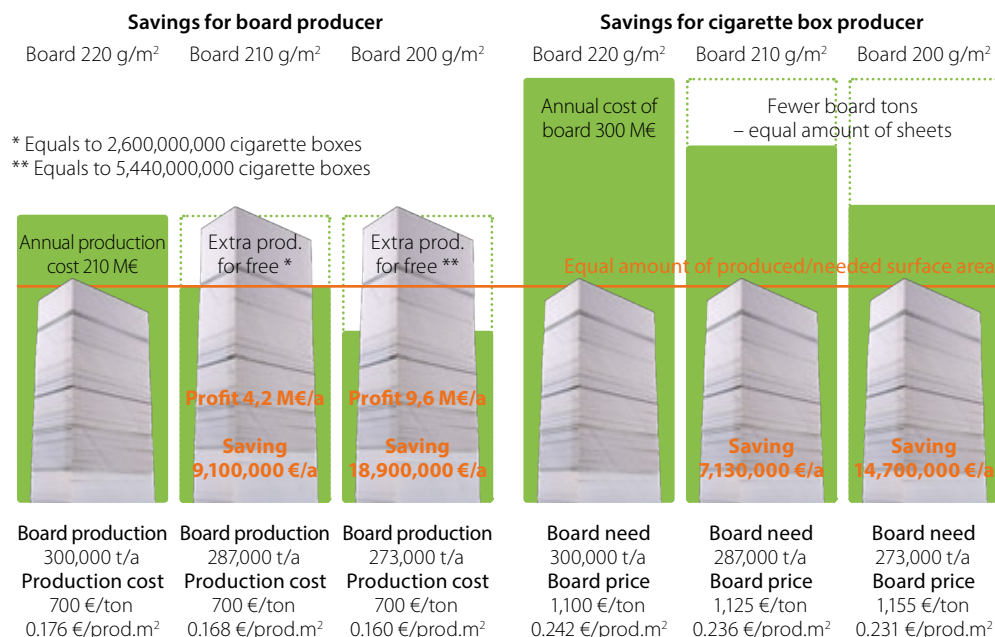 Savings for board producer
Board 220 g/m² Board 210 g/m² Board 200 g/m²
* Equals to 2,600,000,000 cigarette boxes
** Equals to 5,440,000,000 cigarette boxes
Annual production
cost 210 M€
Extra prod.
for free *
Extra prod.
for free **
Profit 4,2 M€/a
Profit 9,6 M€/a
Saving
9,100,000 €/a
Saving
18,900,000 €/a
Board production
300,000 t/a
Production cost
700 €/ton
0.176 €/prod.m²
Board production
287,000 t/a
Production cost
700 €/ton
0.168 €/prod.m²
Board production
273,000 t/a
Production cost
700 €/ton
0.160 €/prod.m²
Savings for cigarette box producer
Board 220 g/m² Board 210 g/m² Board 200 g/m²
Annual cost of
board 300 M€
Fewer board tons
– equal amount of sheets
Equal amount of produced/needed surface area
Saving
7,130,000 €/a
Saving
14,700,000 €/a
Board need
300,000 t/a
Board price
1,100 €/ton
0.242 €/prod.m²
Board need
287,000 t/a
Board price
1,125 €/ton
0.236 €/prod.m²
Board need
273,000 t/a
Board price
1,155 €/ton
0.231 €/prod.m²